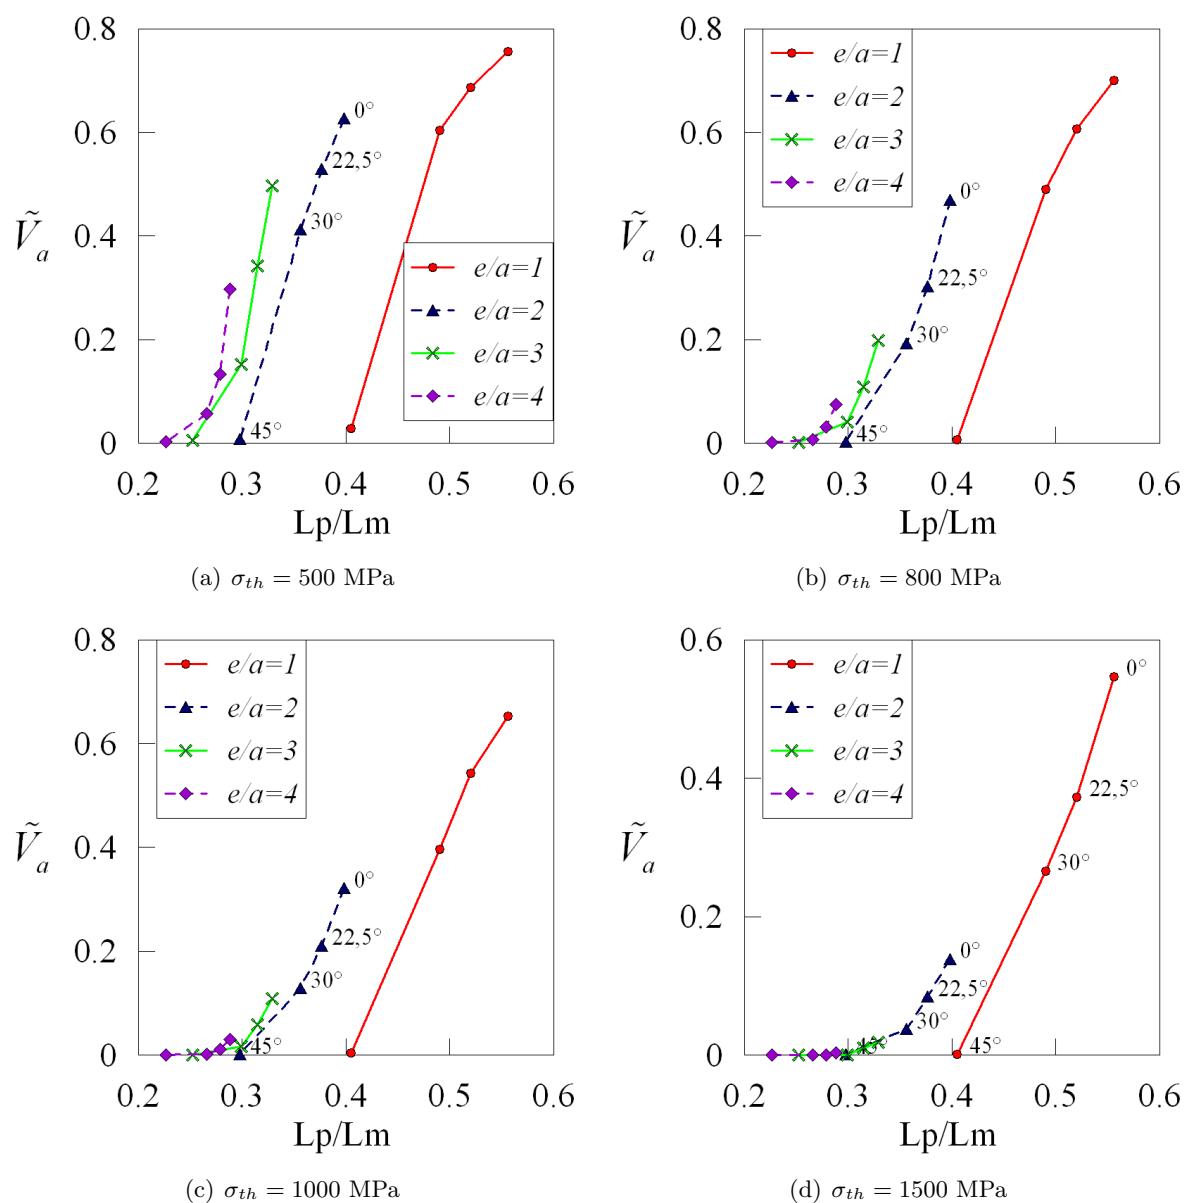 0.8
0.6
0.4
0.2
0
Ṽa
0°
22,5°
30°
45°
e/a=1
e/a=2
e/a=3
e/a=4
0.2 0.3 0.4 0.5 0.6
Lp/Lm
(a) σth = 500 MPa
0.8
0.6
0.4
0.2
0
Ṽa
e/a=1
e/a=2
e/a=3
e/a=4
0°
22,5°
30°
45°
0.2 0.3 0.4 0.5 0.6
Lp/Lm
(b) σth = 800 MPa
0.8
0.6
0.4
0.2
0
Ṽa
e/a=1
e/a=2
e/a=3
e/a=4
0°
22,5°
30°
45°
0.2 0.3 0.4 0.5 0.6
Lp/Lm
(c) σth = 1000 MPa
0.6
0.4
0.2
0
Ṽa
e/a=1
e/a=2
e/a=3
e/a=4
0°
22,5°
30°
0°
22,5°
30°
45°
45°
0.2 0.3 0.4 0.5 0.6
Lp/Lm
(d) σth = 1500 MPa